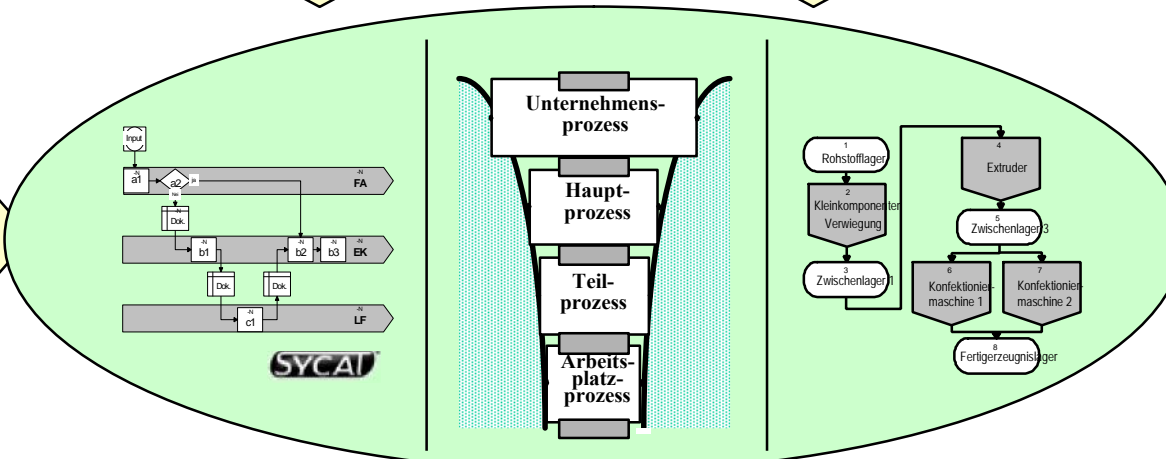 Input
-N
a1
a2
ja
-N
FA
Nein
-N
Dok.
-N
b1
-N
b2
-N
b3
-N
EK
Dok.
Dok.
-N
c1
-N
LF
SYCAT
Unternehmens-
prozess
Haupt-
prozess
Teil-
prozess
Arbeits-
platz-
prozess
1
Rohstofflager
2
Kleinkomponenten
Verwiegung
3
Zwischenlager 1
4
Extruder
5
Zwischenlager 3
6
Konfektionier-
maschine 1
7
Konfektionier-
maschine 2
8
Fertigerzeugnislager